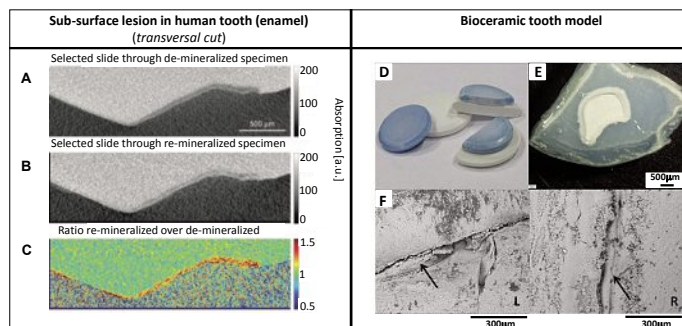 Sub-surface lesion in human tooth (enamel)
(transversal cut)
Bioceramic tooth model
Selected slide through de-mineralized specimen
A
200
100
0
500 µm
Absorption [a.u.]
Selected slide through re-mineralized specimen
B
200
100
0
Ratio re-mineralized over de-mineralized
C
1.5
1
0.5
D
E
500µm
F
L
R
300µm
300µm